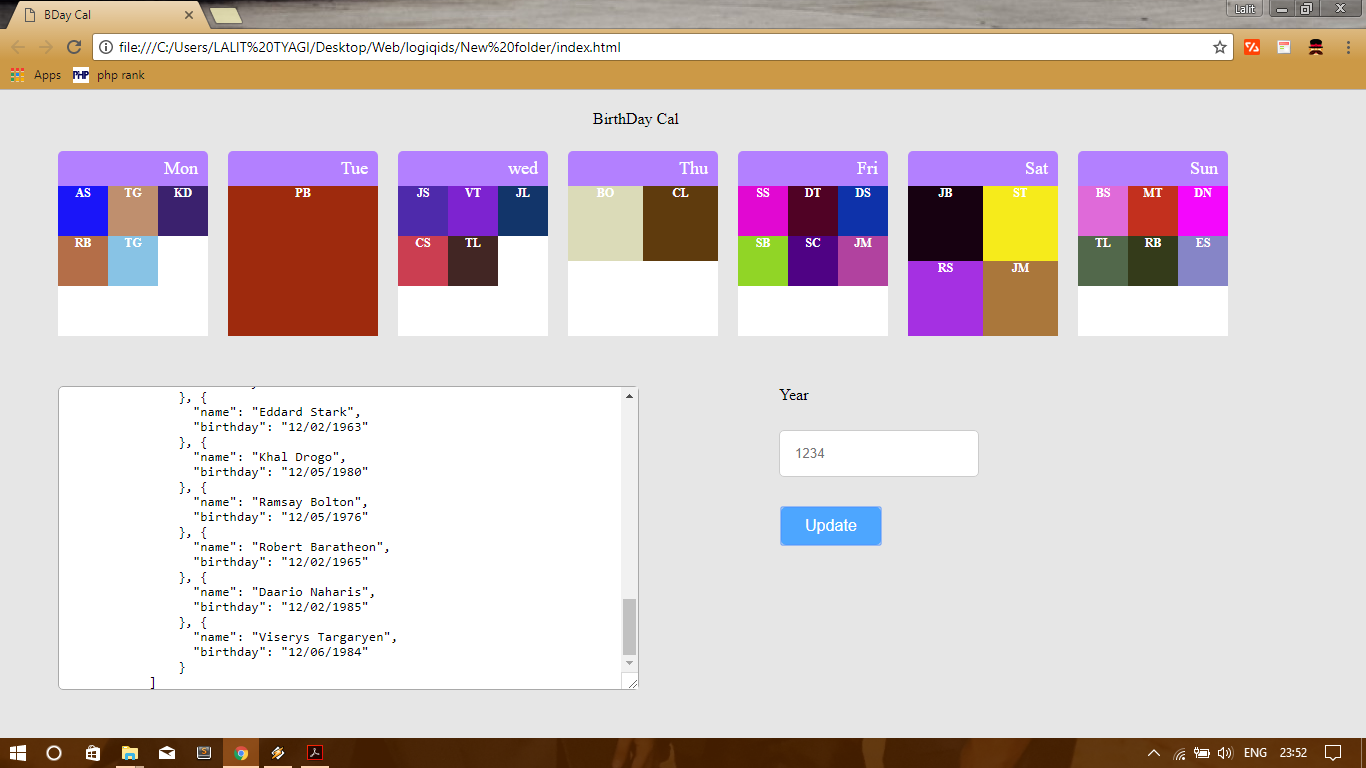 BDay Cal
Lalit
file:///C:/Users/LALIT%20TYAGI/Desktop/Web/logiqids/New%20folder/index.html
Apps PHP php rank
BirthDay Cal
Mon Tue wed Thu Fri Sat Sun
AS TG KD PB JS VT JL BO CL SS DT DS JB ST BS MT DN
RB TG CS TL SB SC JM RS JM TL RB ES
}, {
"name": "Eddard Stark",
"birthday": "12/02/1963"
}, {
"name": "Khal Drogo",
"birthday": "12/05/1980"
}, {
"name": "Ramsay Bolton",
"birthday": "12/05/1976"
}, {
"name": "Robert Baratheon",
"birthday": "12/02/1965"
}, {
"name": "Daario Naharis",
"birthday": "12/02/1985"
}, {
"name": "Viserys Targaryen",
"birthday": "12/06/1984"
}
]
Year
1234
Update
ENG 23:52